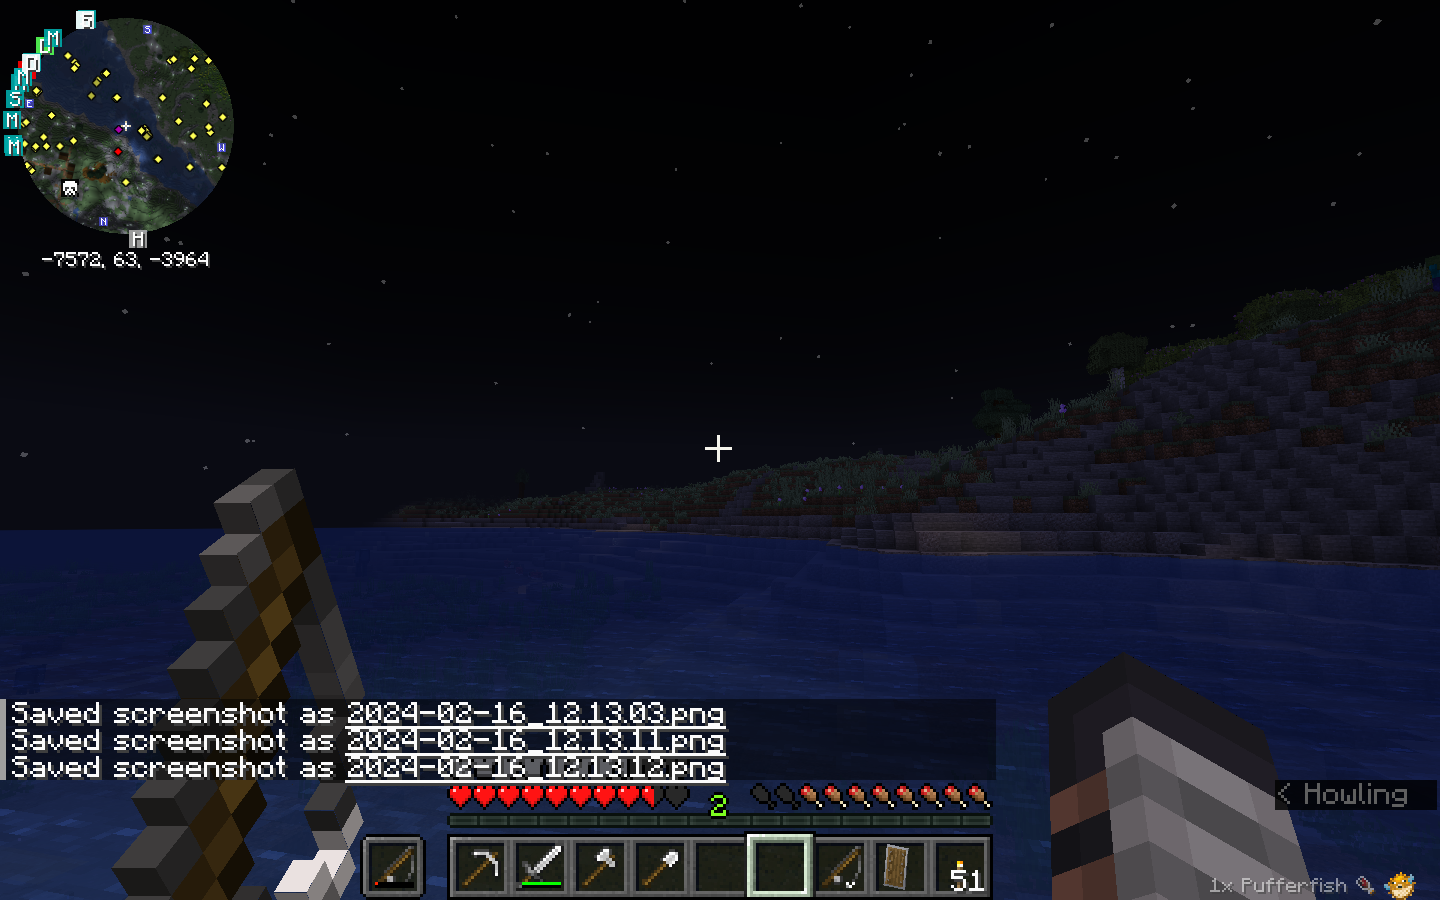 F
S
M
L
D
M
S
E
M
M
W
N
H
-7572, 63, -3964
Saved screenshot as 2024-02-16_12.13.03.png
Saved screenshot as 2024-02-16_12.13.11.png
Saved screenshot as 2024-02-16_12.13.12.png
< Howling
2
51
1x Pufferfish